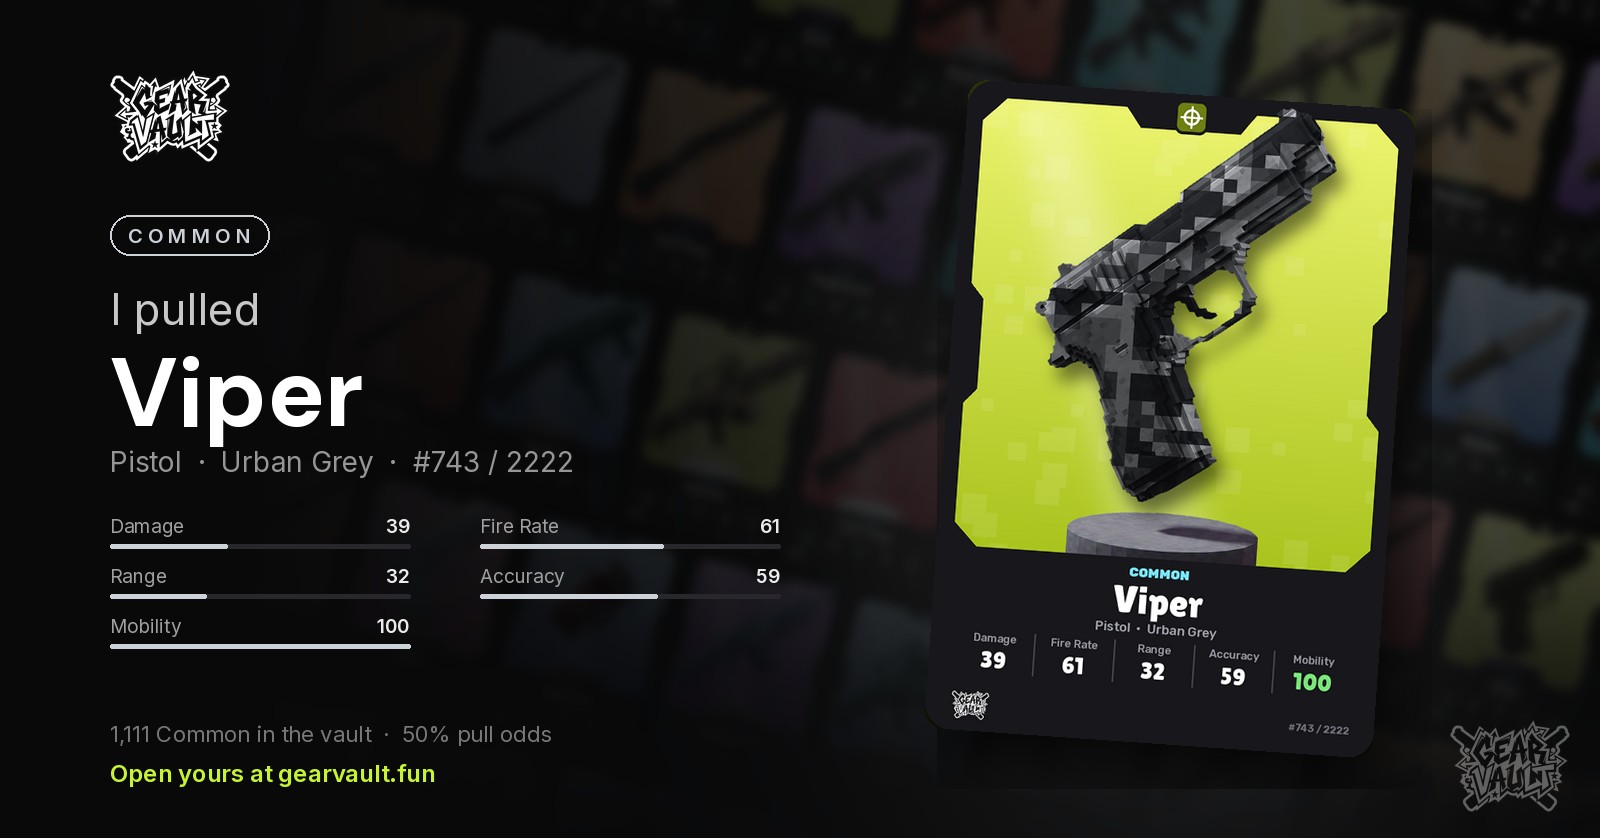 GEAR
VAULT
COMMON
I pulled
Viper
Pistol · Urban Grey · #743 / 2222
Damage 39
Fire Rate 61
Range 32
Accuracy 59
Mobility 100
1,111 Common in the vault · 50% pull odds
Open yours at gearvault.fun
COMMON
Viper
Pistol · Urban Grey
Damage Fire Rate Range Accuracy Mobility
39 61 32 59 100
GEAR
VAULT
#743 / 2222
GEAR
VAULT